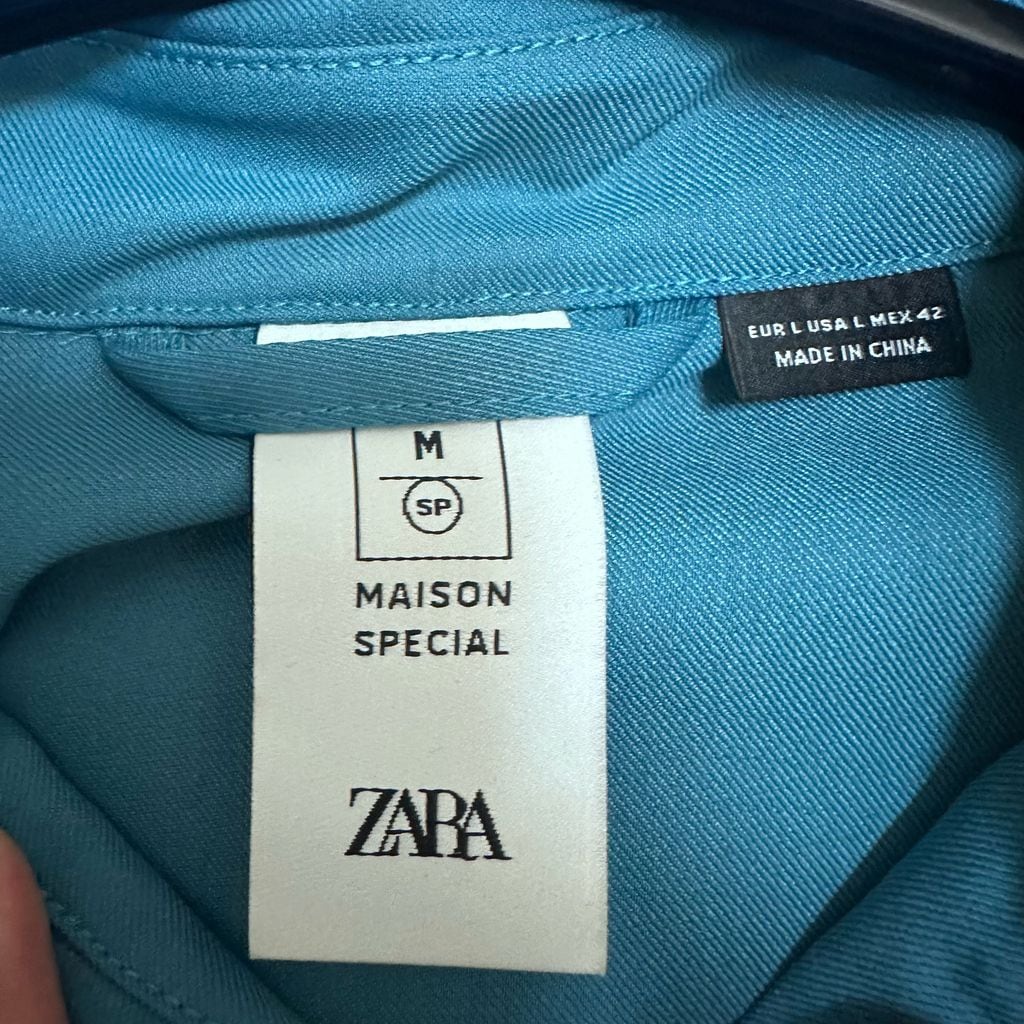 EUR L USA L MEX 42
MADE IN CHINA
M
SP
MAISON
SPECIAL
ZARA